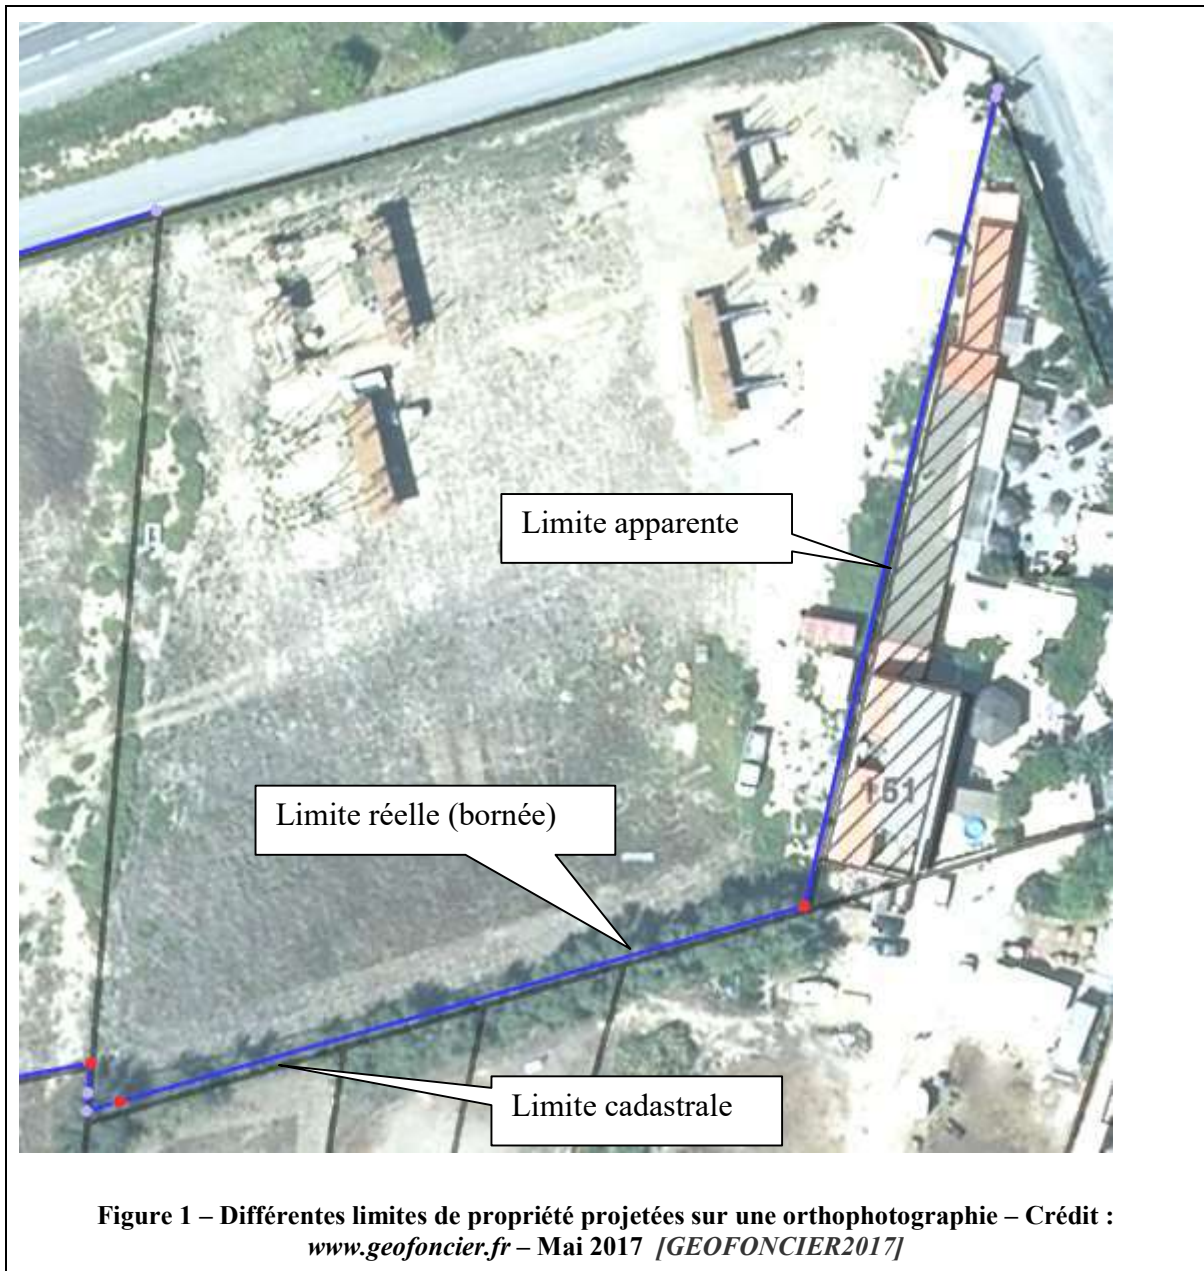 Limite apparente
152
Limite réelle (bornée)
151
Limite cadastrale
Figure 1 – Différentes limites de propriété projetées sur une orthophotographie – Crédit :
www.geofoncier.fr – Mai 2017 [GEOFONCIER2017]